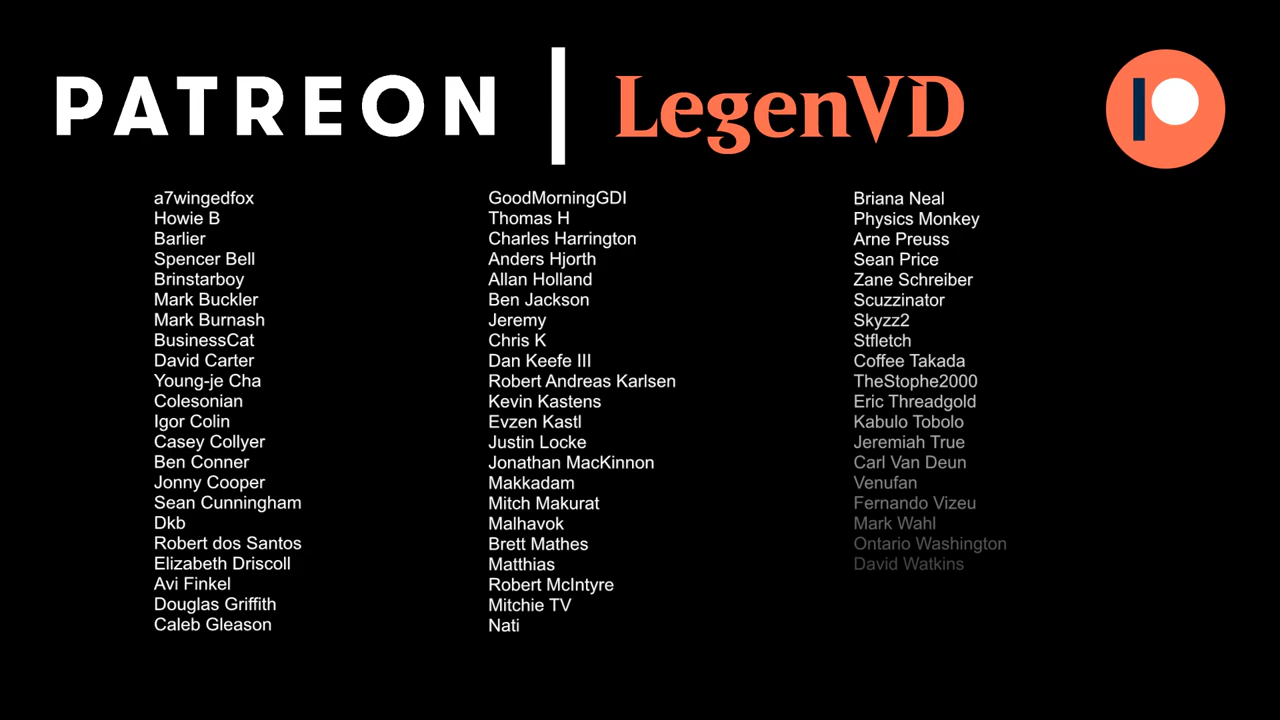 PATREON | LegenVD
a7wingedfox
Howie B
Barlier
Spencer Bell
Brinstarboy
Mark Buckler
Mark Burnash
BusinessCat
David Carter
Young-je Cha
Colesonian
Igor Colin
Casey Collyer
Ben Conner
Jonny Cooper
Sean Cunningham
Dkb
Robert dos Santos
Elizabeth Driscoll
Avi Finkel
Douglas Griffith
Caleb Gleason
GoodMorningGDI
Thomas H
Charles Harrington
Anders Hjorth
Allan Holland
Ben Jackson
Jeremy
Chris K
Dan Keefe III
Robert Andreas Karlsen
Kevin Kastens
Evzen Kastl
Justin Locke
Jonathan MacKinnon
Makkadam
Mitch Makurat
Malhavok
Brett Mathes
Matthias
Robert McIntyre
Mitchie TV
Nati
Briana Neal
Physics Monkey
Arne Preuss
Sean Price
Zane Schreiber
Scuzzinator
Skyzz2
Stfletch
Coffee Takada
TheStophe2000
Eric Threadgold
Kabulo Tobolo
Jeremiah True
Carl Van Deun
Venufan
Fernando Vizeu
Mark Wahl
Ontario Washington
David Watkins